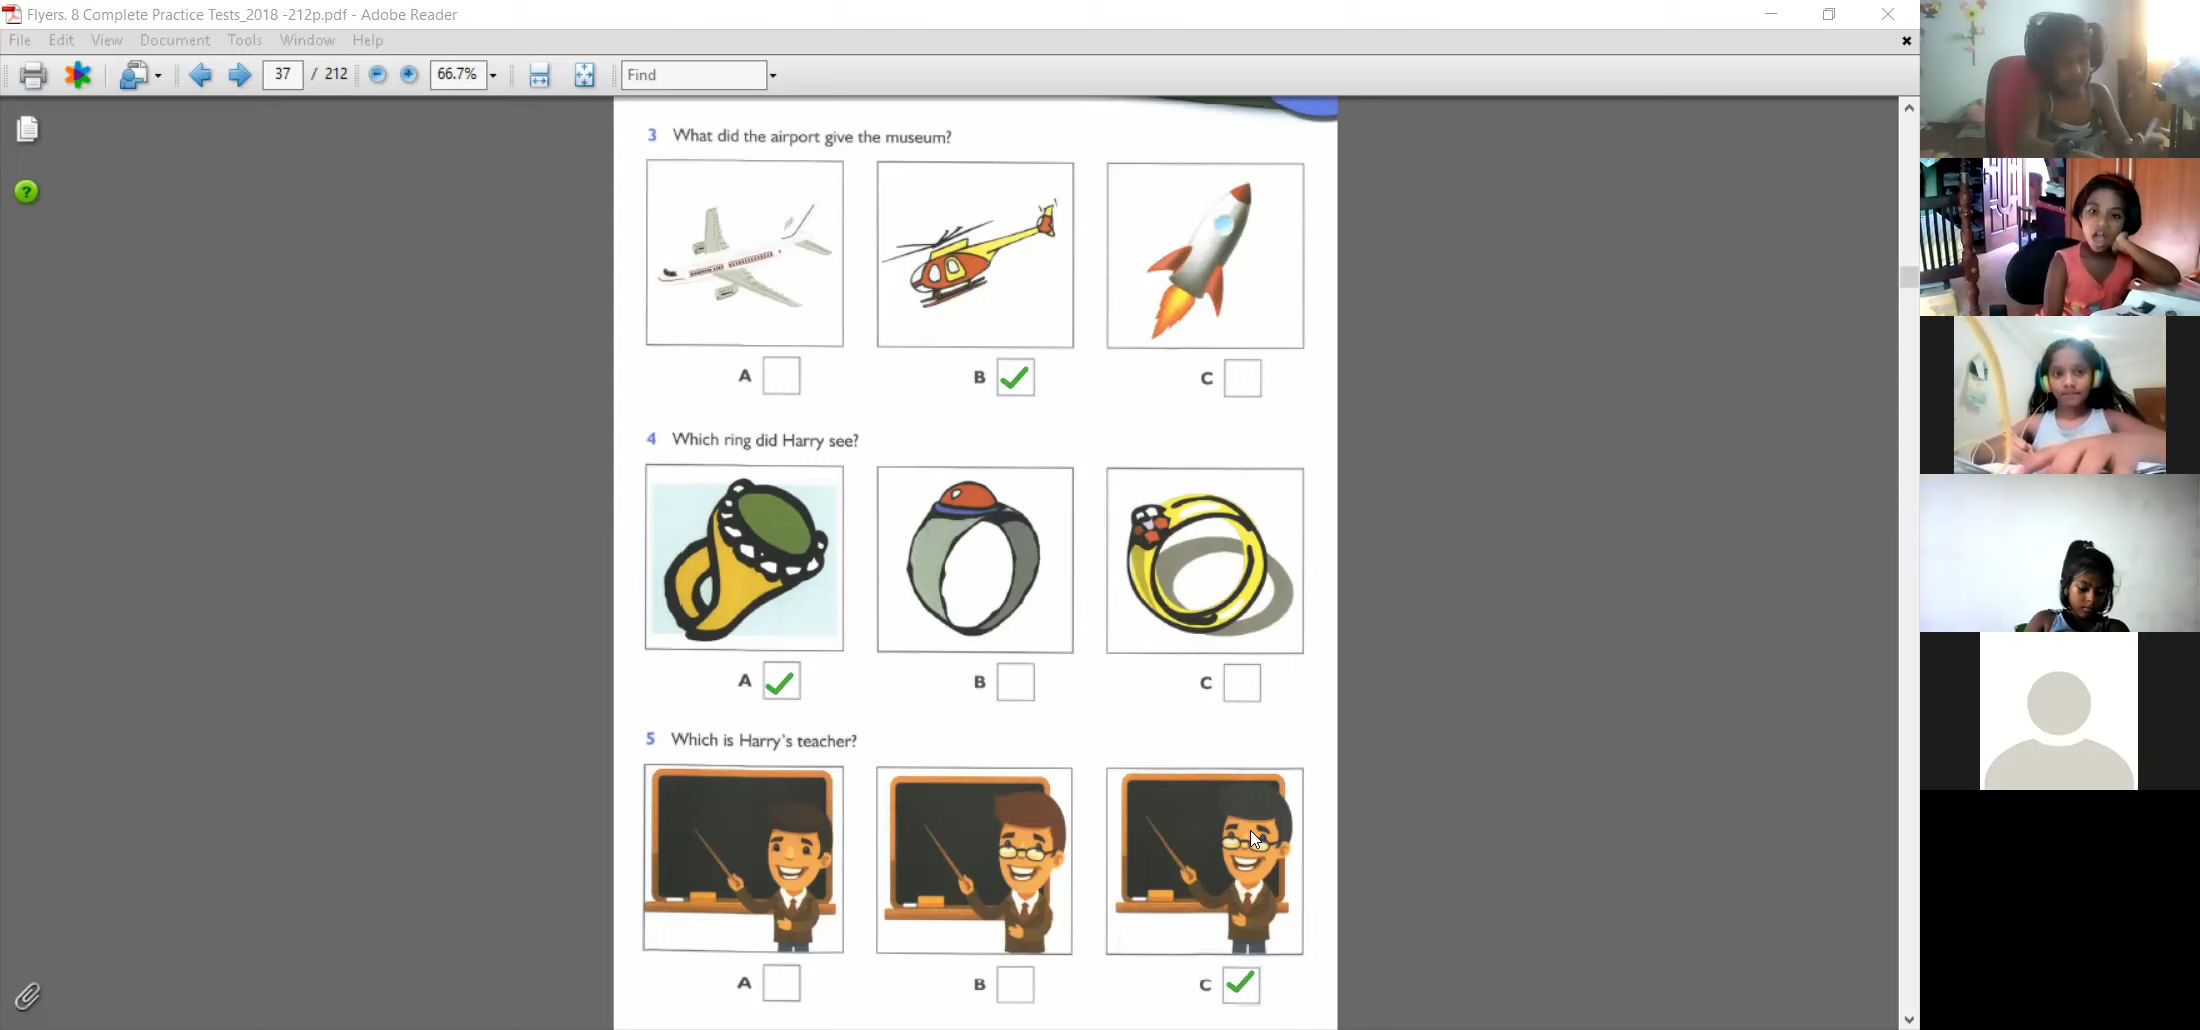 Flyers. 8 Complete Practice Tests_2018 -212p.pdf - Adobe Reader
File Edit View Document Tools Window Help
37 / 212 66.7% Find
3 What did the airport give the museum?
A B C
4 Which ring did Harry see?
A B C
5 Which is Harry's teacher?
A B C